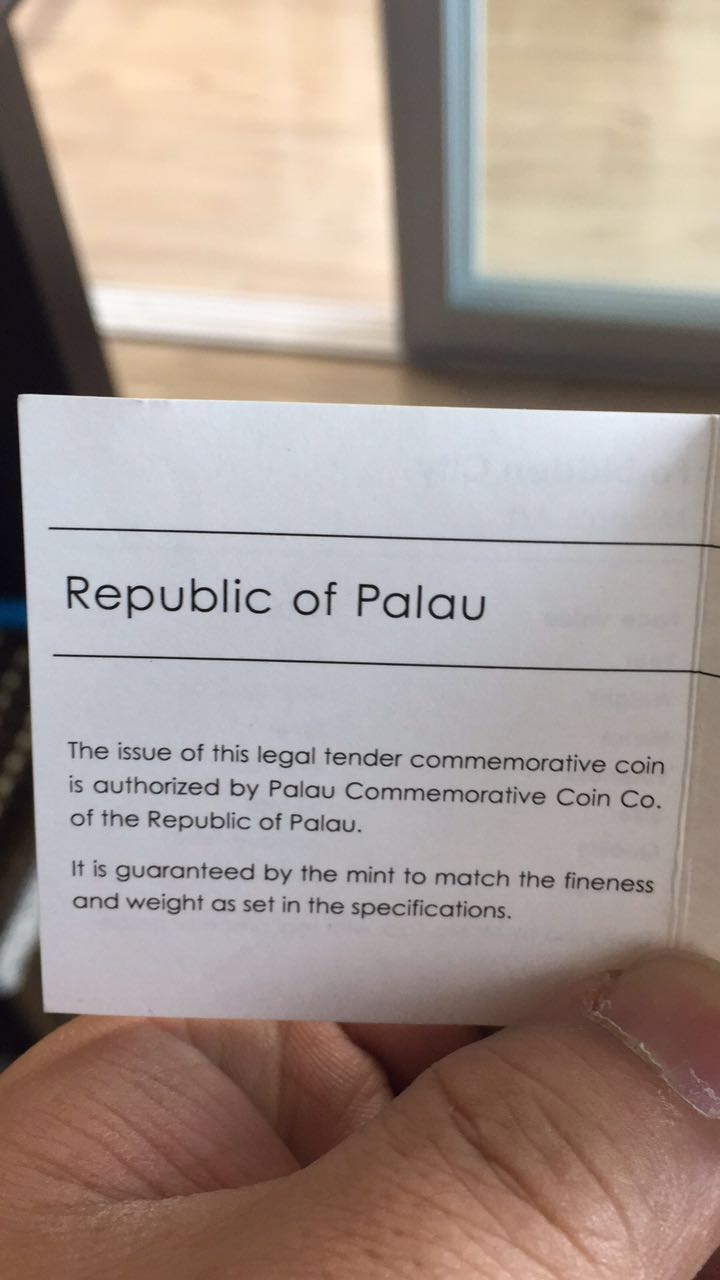 Republic of Palau
The issue of this legal tender commemorative coin
is authorized by Palau Commemorative Coin Co.
of the Republic of Palau.
It is guaranteed by the mint to match the fineness
and weight as set in the specifications.